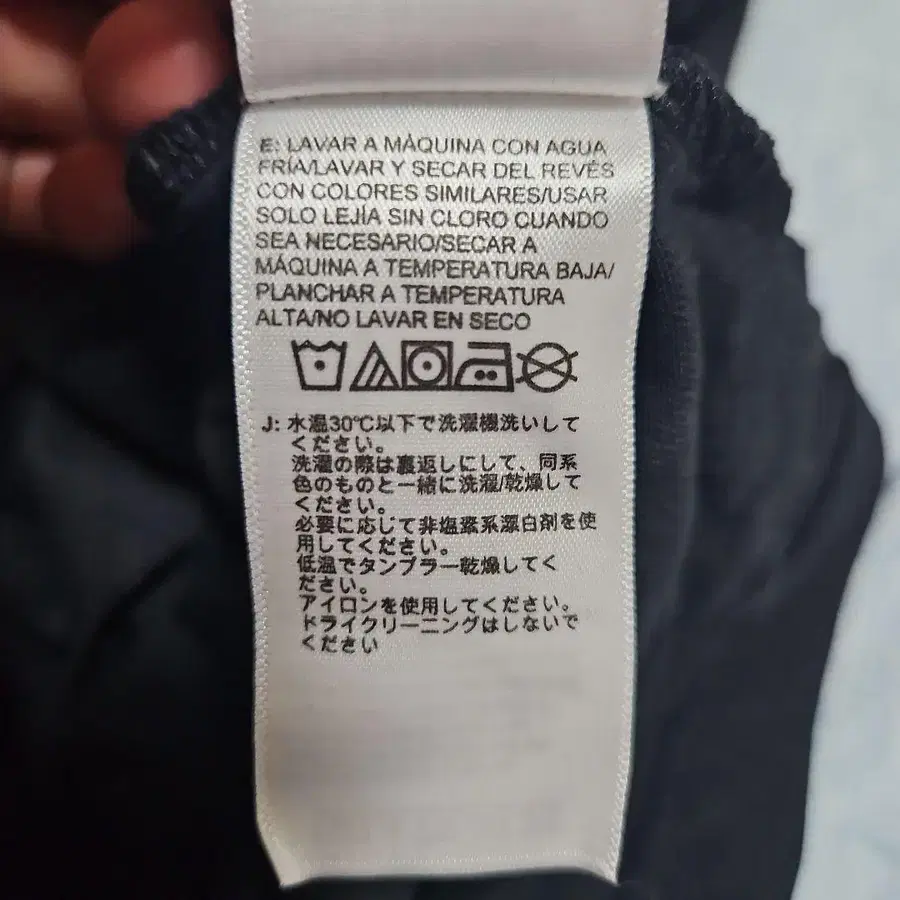 E: LAVAR A MÁQUINA CON AGUA
FRÍA/LAVAR Y SECAR DEL REVÉS
CON COLORES SIMILARES/USAR
SOLO LEJÍA SIN CLORO CUANDO
SEA NECESARIO/SECAR A
MÁQUINA A TEMPERATURA BAJA/
PLANCHAR A TEMPERATURA
ALTA/NO LAVAR EN SECO
J: 水温30℃以下で洗濯機洗いして
ください。
洗濯の際は裏返しにして、同系
色のものと一緒に洗濯/乾燥して
ください。
必要に応じて非塩素系漂白剤を使
用してください。
低温でタンブラー乾燥してく
ださい。
アイロンを使用してください。
ドライクリーニングはしないで
ください